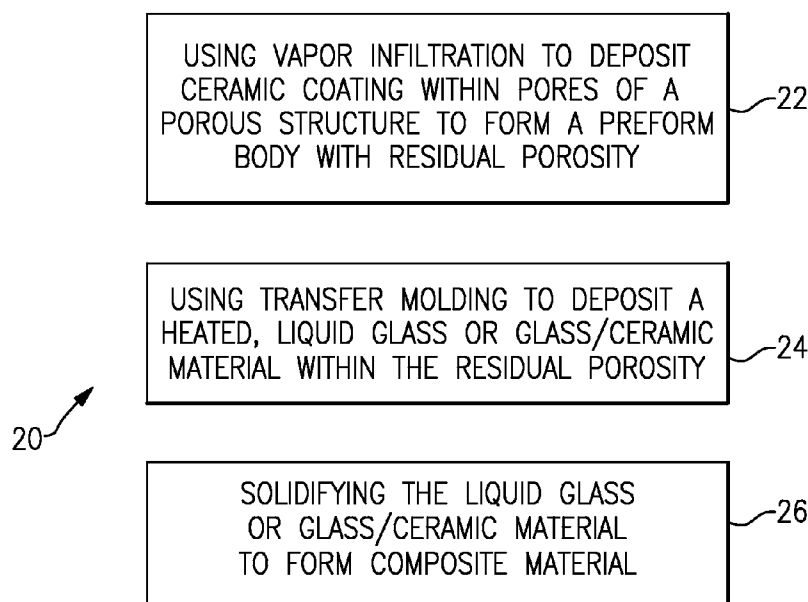 USING VAPOR INFILTRATION TO DEPOSIT
CERAMIC COATING WITHIN PORES OF A
POROUS STRUCTURE TO FORM A PREFORM
BODY WITH RESIDUAL POROSITY
22
USING TRANSFER MOLDING TO DEPOSIT A
HEATED, LIQUID GLASS OR GLASS/CERAMIC
MATERIAL WITHIN THE RESIDUAL POROSITY
24
20
SOLIDIFYING THE LIQUID GLASS
OR GLASS/CERAMIC MATERIAL
TO FORM COMPOSITE MATERIAL
26